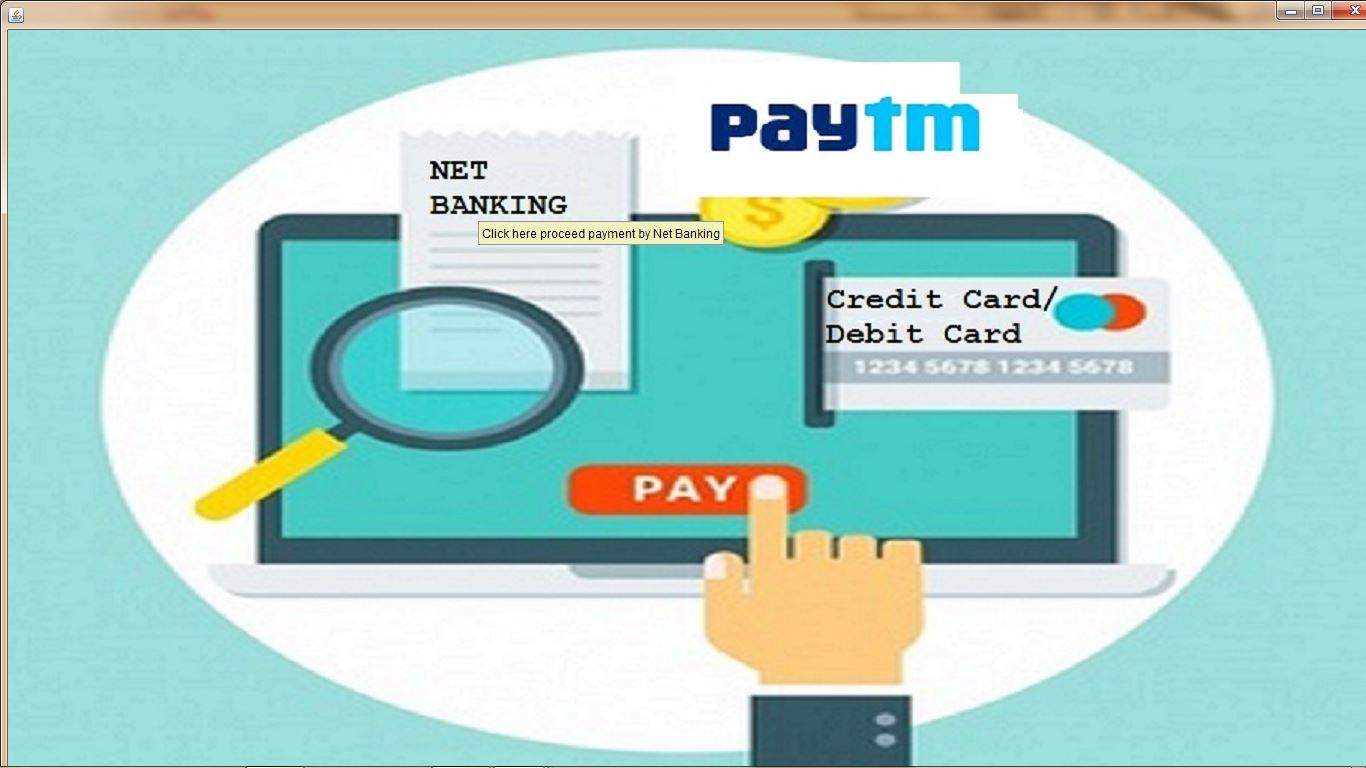 paytm
NET
BANKING
Click here proceed payment by Net Banking
$
Credit Card/
Debit Card
1234 5678 1234 5678
PAY